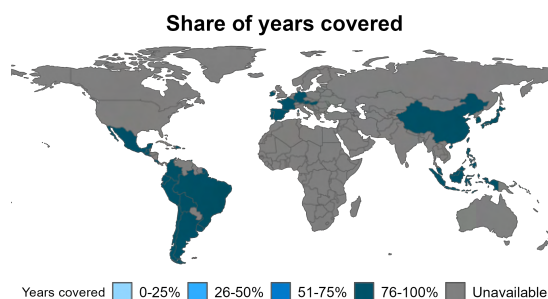 Share of years covered
Years covered 0-25% 26-50% 51-75% 76-100% Unavailable